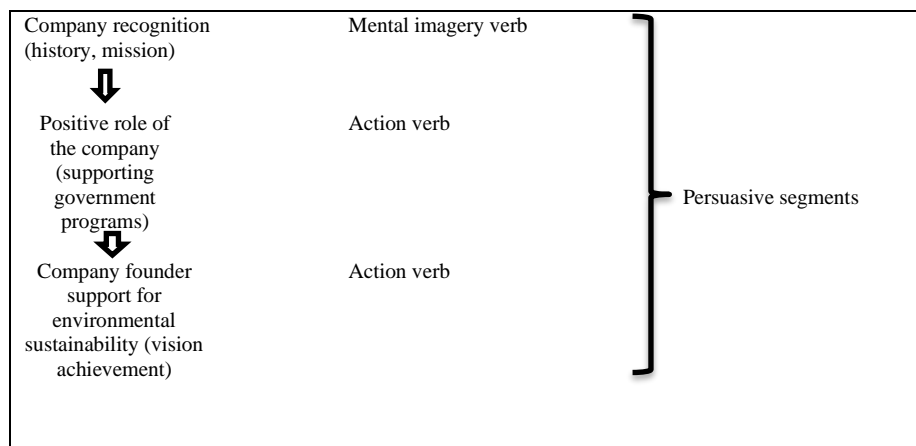 Company recognition
(history, mission)
Mental imagery verb
Positive role of
the company
(supporting
government
programs)
Action verb
Persuasive segments
Company founder
support for
environmental
sustainability (vision
achievement)
Action verb